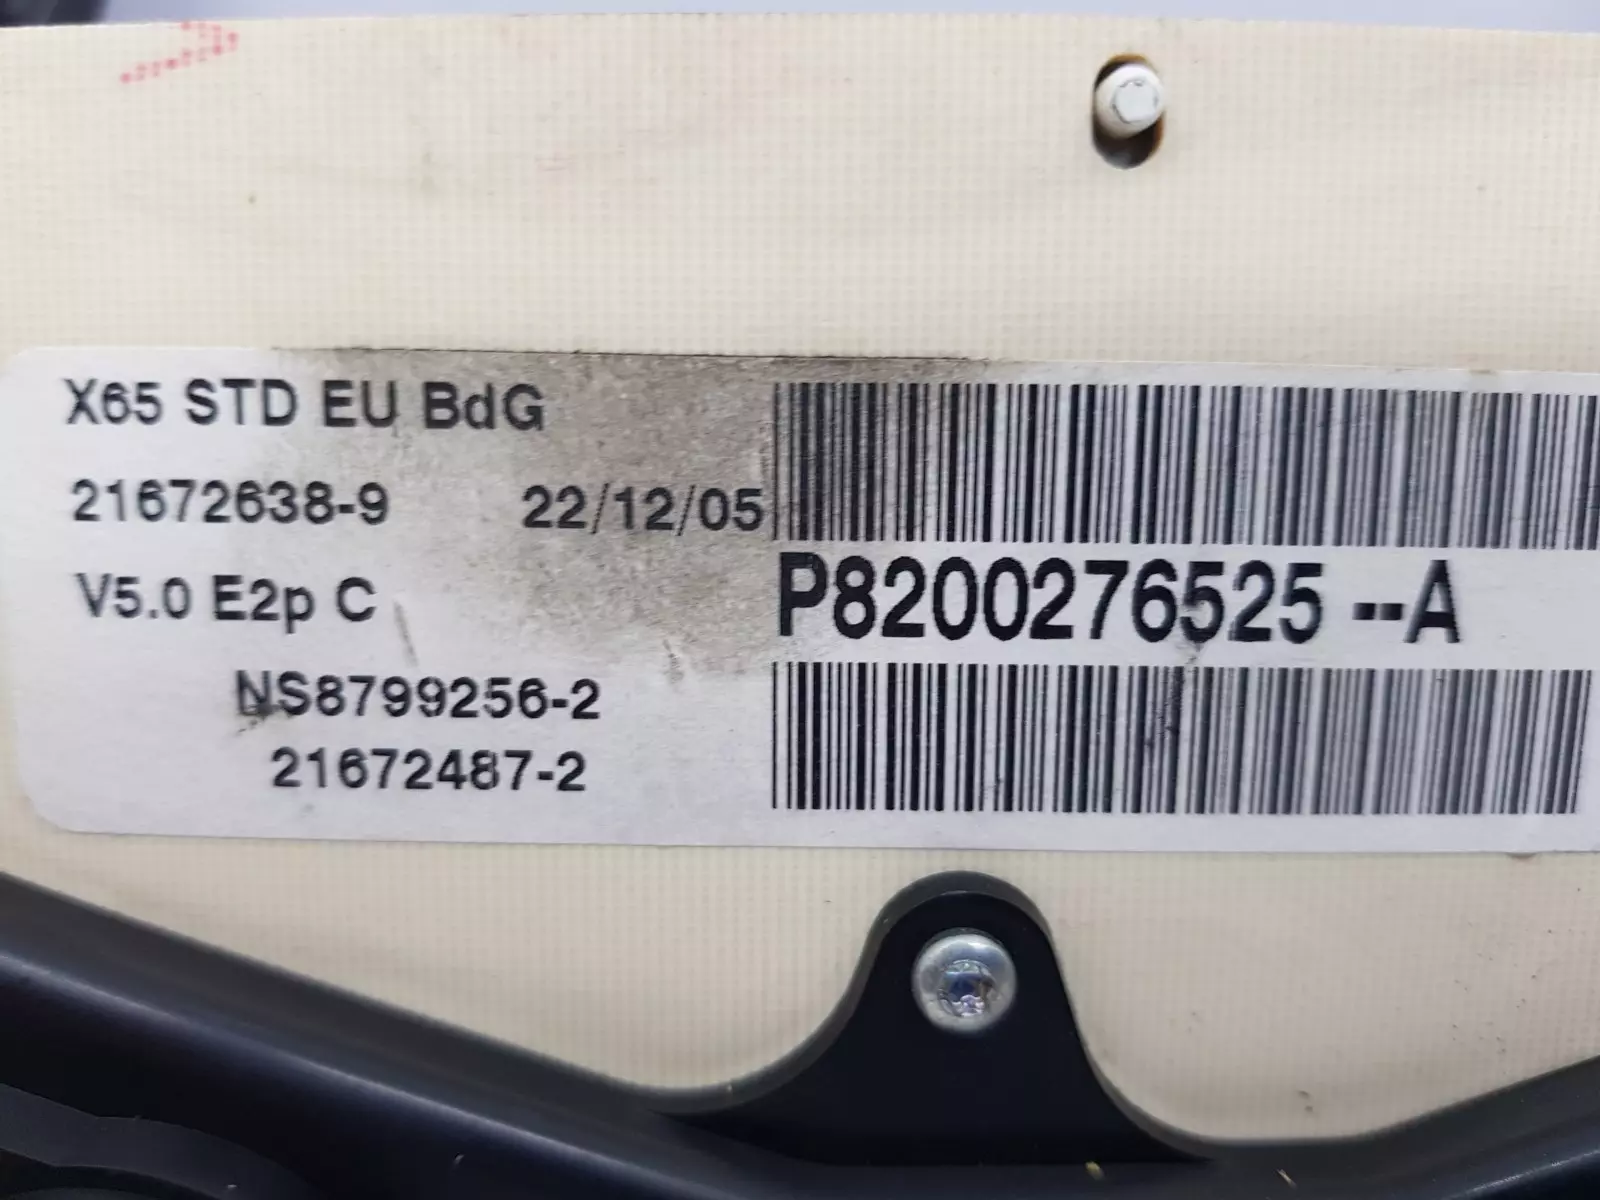 X65 STD EU BdG
21672638-9 22/12/05
V5.0 E2p C
NS8799256-2
21672487-2
P8200276525 --A